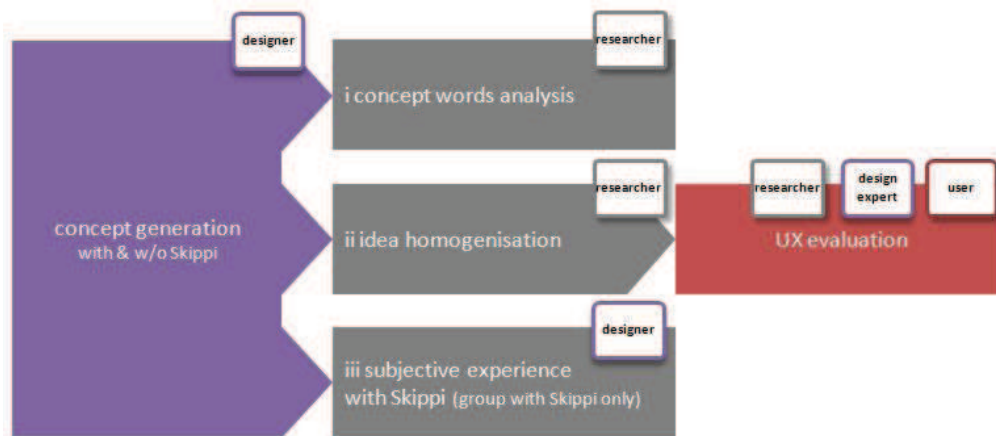 designer
concept generation
with & w/o Skippi
researcher
i concept words analysis
researcher
ii idea homogenisation
designer
iii subjective experience
with Skippi (group with Skippi only)
researcher
design
expert
user
UX evaluation